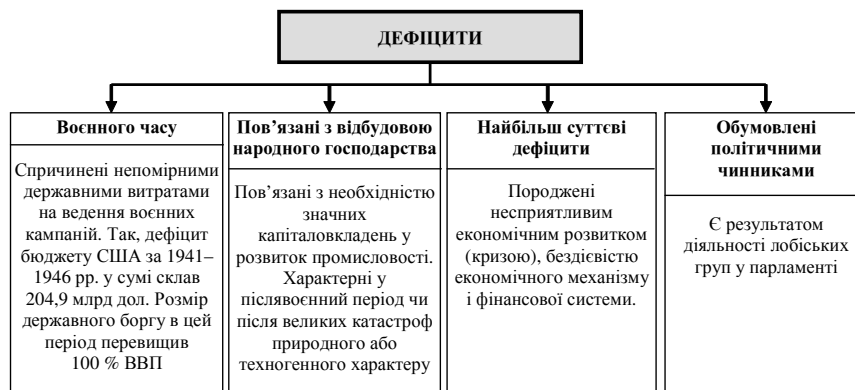 ДЕФІЦИТИ
Воєнного часу
Спричинені непомірними
державними витратами
на ведення воєнних
кампаній. Так, дефіцит
бюджету США за 1941–
1946 рр. у сумі склав
204,9 млрд дол. Розмір
державного боргу в цей
період перевищив
100 % ВВП
Пов’язані з відбудовою
народного господарства
Пов’язані з необхідністю
значних
капіталовкладень у
розвиток промисловості.
Характерні у
післявоєнний період чи
після великих катастроф
природного або
техногенного характеру
Найбільш суттєві
дефіцити
Породжені
несприятливим
економічним розвитком
(кризою), бездієвістю
економічного механізму
і фінансової системи.
Обумовлені
політичними
чинниками
Є результатом
діяльності лобіських
груп у парламенті